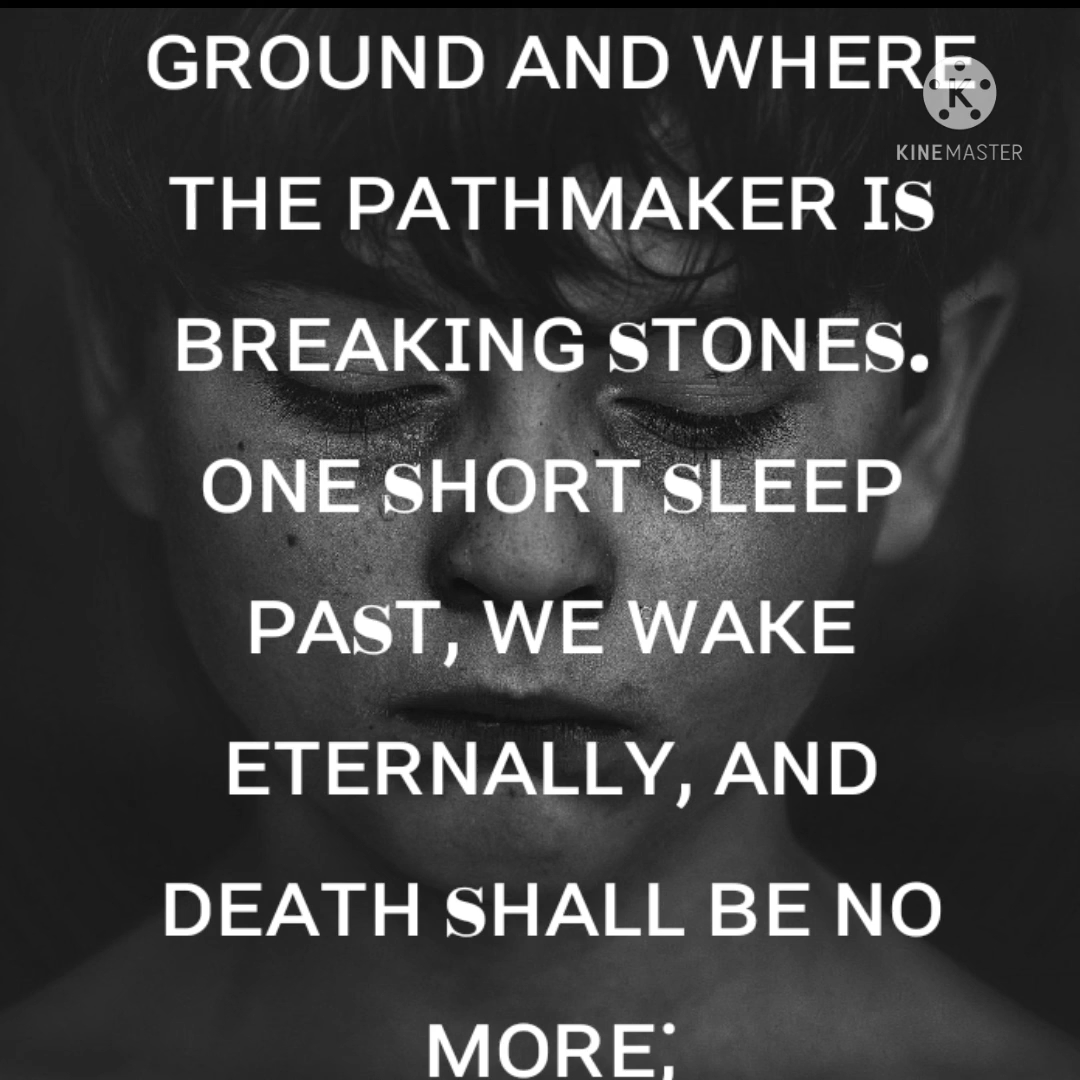 GROUND AND WHERE
KINEMASTER
THE PATHMAKER IS
BREAKING STONES.
ONE SHORT SLEEP
PAST, WE WAKE
ETERNALLY, AND
DEATH SHALL BE NO
MORE;